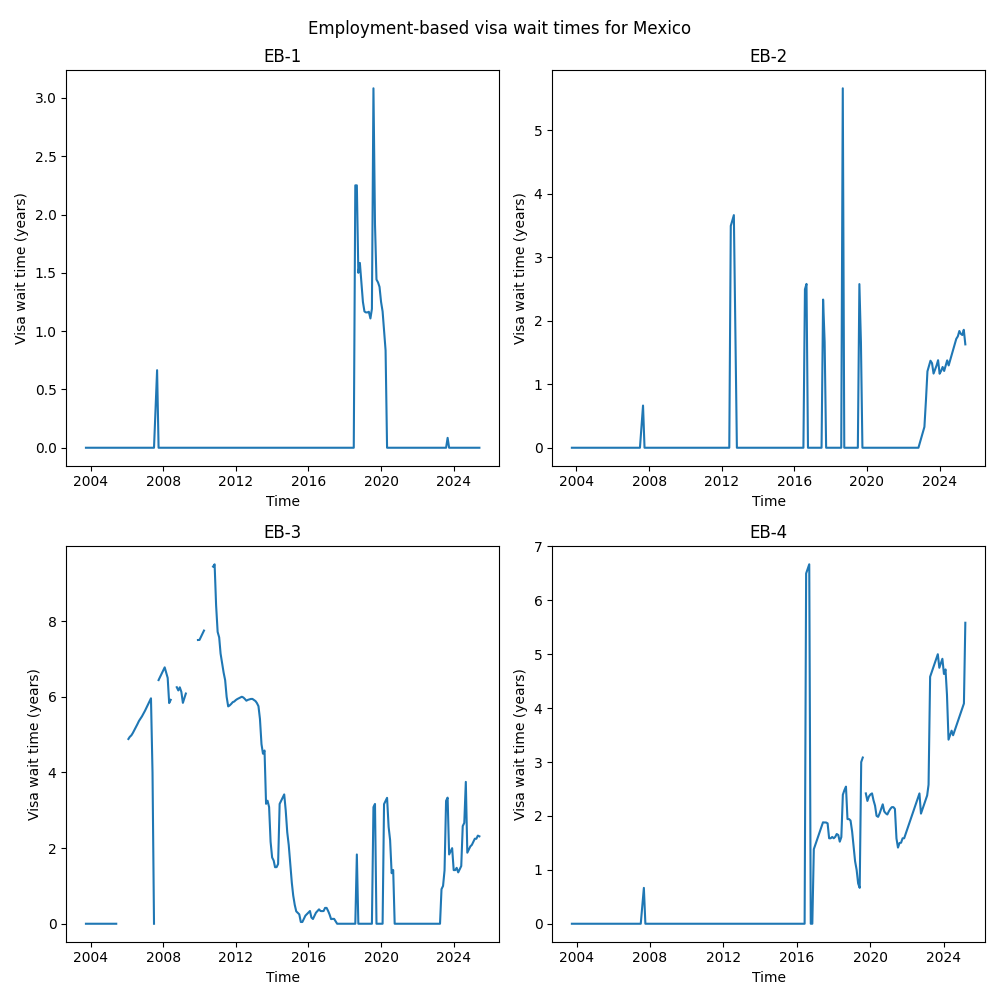 Employment-based visa wait times for Mexico
EB-1
3.0
2.5
2.0
1.5
1.0
0.5
0.0
Visa wait time (years)
2004 2008 2012 2016 2020 2024
Time
EB-2
5
4
3
2
1
0
Visa wait time (years)
2004 2008 2012 2016 2020 2024
Time
EB-3
8
6
4
2
0
Visa wait time (years)
2004 2008 2012 2016 2020 2024
Time
EB-4
7
6
5
4
3
2
1
0
Visa wait time (years)
2004 2008 2012 2016 2020 2024
Time